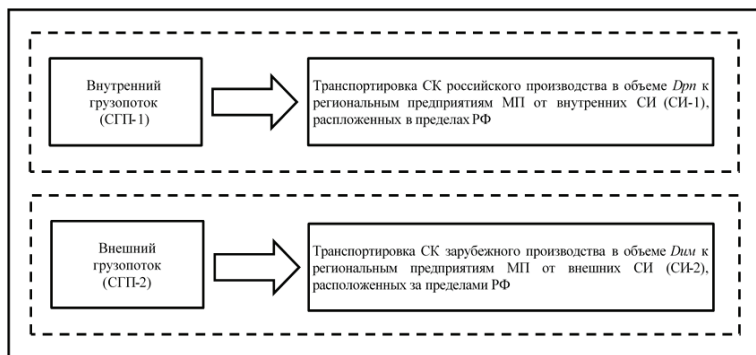 Внутренний
грузопоток
(СГП-1)
Транспортировка СК российского производства в объеме Dрп к
региональным предприятиям МП от внутренних СИ (СИ-1),
распложенных в пределах РФ
Внешний
грузопоток
(СГП-2)
Транспортировка СК зарубежного производства в объеме Dим к
региональным предприятиям МП от внешних СИ (СИ-2),
расположенных за пределами РФ